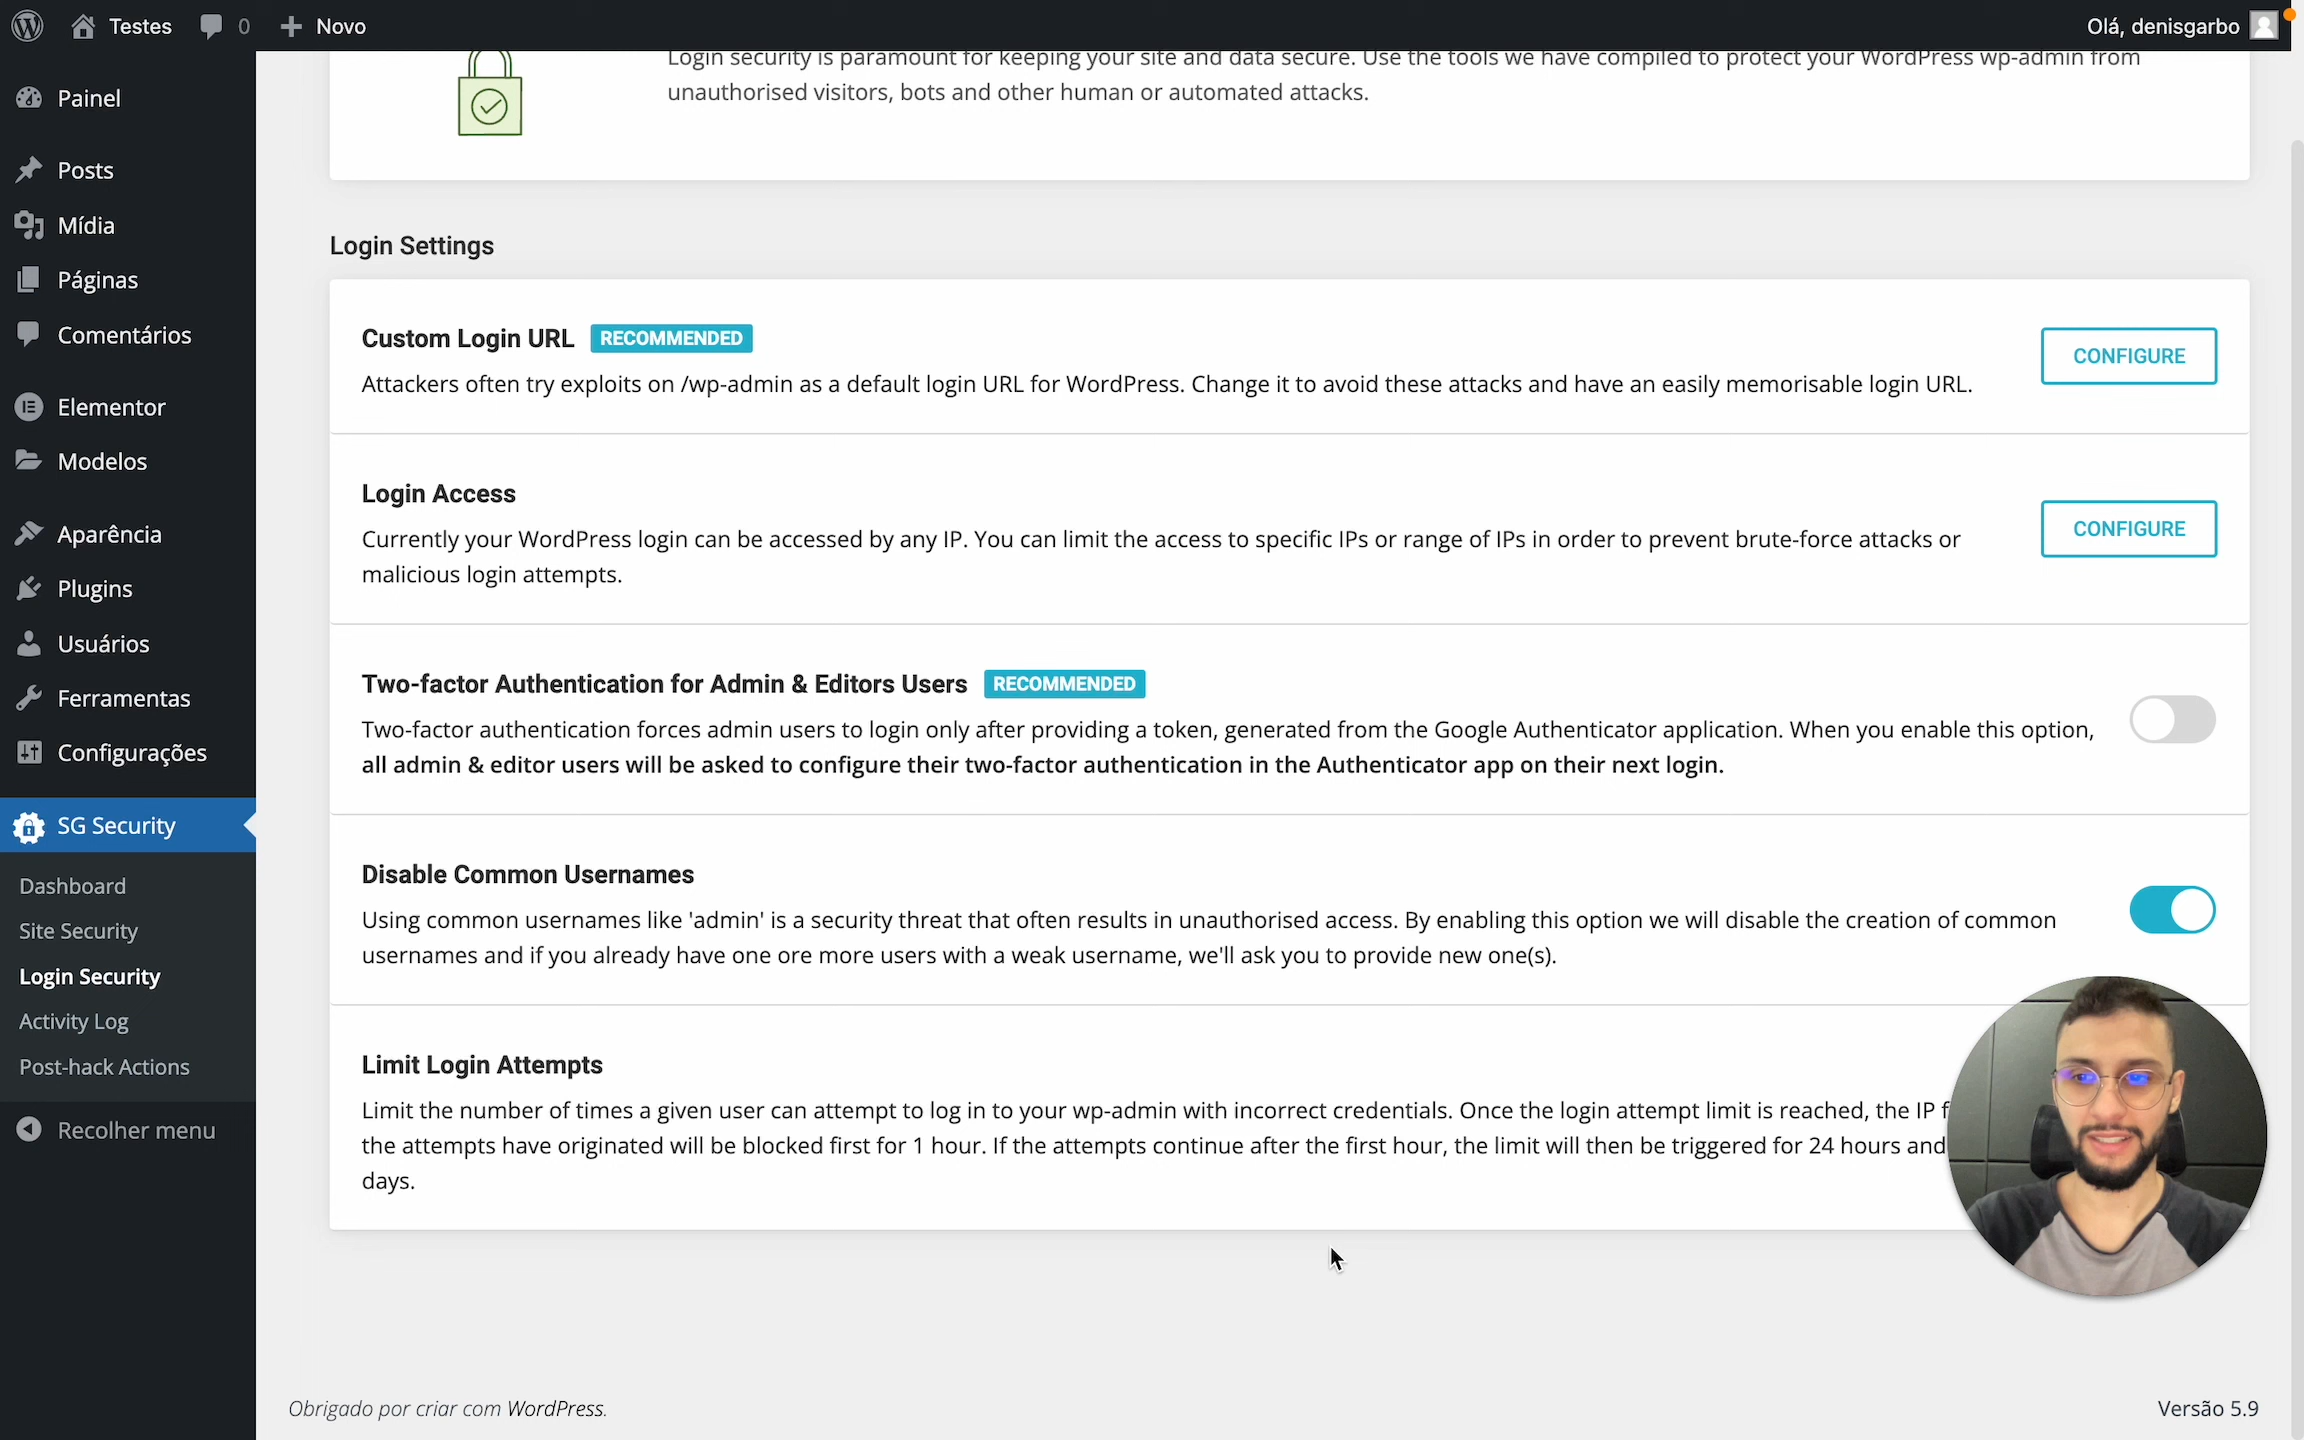 Testes
0
Novo
Olá, denisgarbo
Painel
Posts
Mídia
Páginas
Comentários
Elementor
Modelos
Aparência
Plugins
Usuários
Ferramentas
Configurações
SG Security
Dashboard
Site Security
Login Security
Activity Log
Post-hack Actions
Recolher menu
Login security is paramount for keeping your site and data secure. Use the tools we have compiled to protect your WordPress wp-admin from
unauthorised visitors, bots and other human or automated attacks.
Login Settings
Custom Login URL RECOMMENDED
Attackers often try exploits on /wp-admin as a default login URL for WordPress. Change it to avoid these attacks and have an easily memorisable login URL.
CONFIGURE
Login Access
Currently your WordPress login can be accessed by any IP. You can limit the access to specific IPs or range of IPs in order to prevent brute-force attacks or
malicious login attempts.
CONFIGURE
Two-factor Authentication for Admin & Editors Users RECOMMENDED
Two-factor authentication forces admin users to login only after providing a token, generated from the Google Authenticator application. When you enable this option,
all admin & editor users will be asked to configure their two-factor authentication in the Authenticator app on their next login.
Disable Common Usernames
Using common usernames like 'admin' is a security threat that often results in unauthorised access. By enabling this option we will disable the creation of common
usernames and if you already have one ore more users with a weak username, we'll ask you to provide new one(s).
Limit Login Attempts
Limit the number of times a given user can attempt to log in to your wp-admin with incorrect credentials. Once the login attempt limit is reached, the IP
the attempts have originated will be blocked first for 1 hour. If the attempts continue after the first hour, the limit will then be triggered for 24 hours and
days.
Obrigado por criar com WordPress.
Versão 5.9